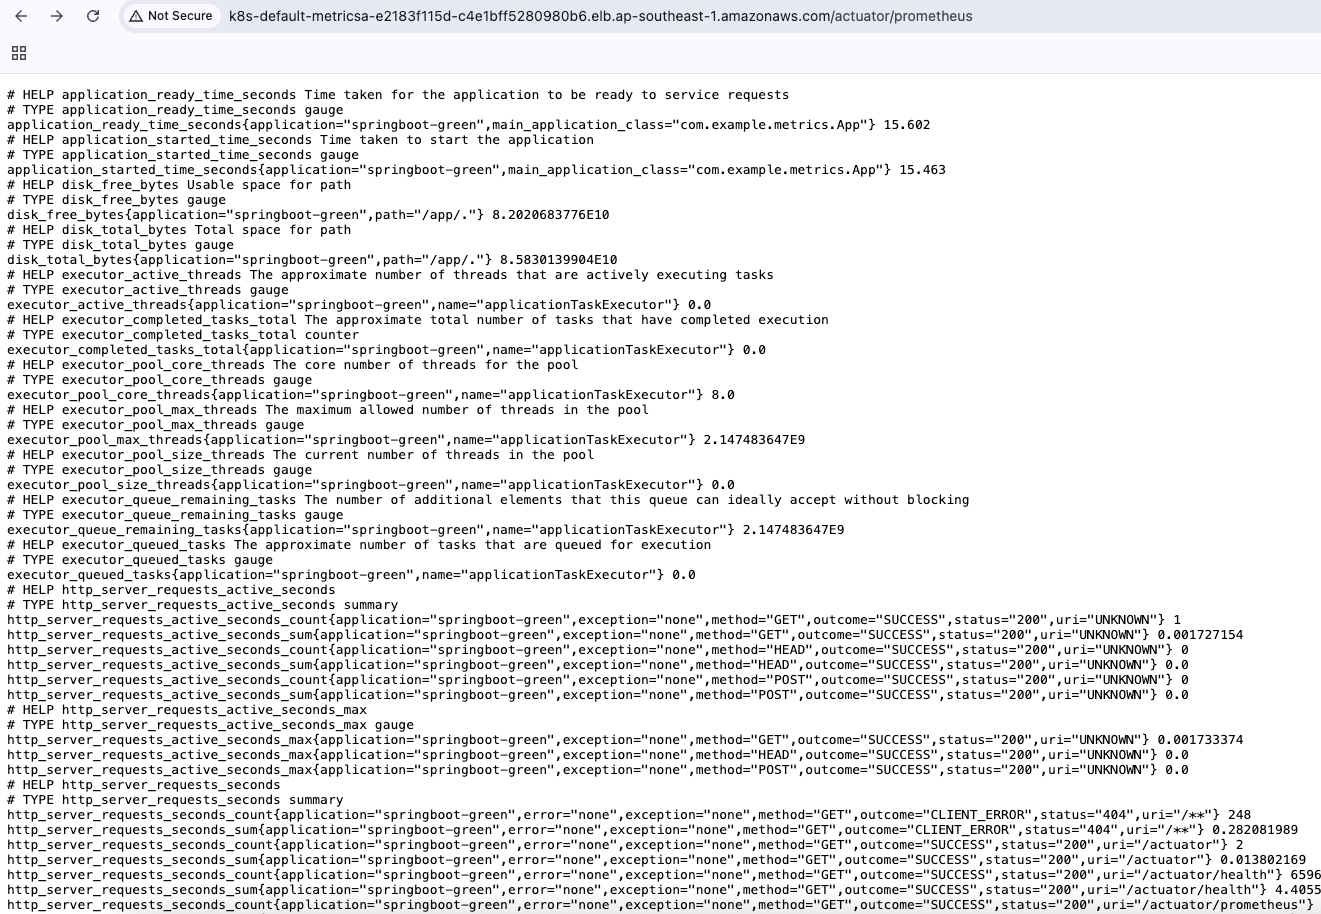 Not Secure k8s-default-metricsa-e2183f115d-c4e1bff5280980b6.elb.ap-southeast-1.amazonaws.com/actuator/prometheus
# HELP application_ready_time_seconds Time taken for the application to be ready to service requests
# TYPE application_ready_time_seconds gauge
application_ready_time_seconds{application="springboot-green",main_application_class="com.example.metrics.App"} 15.602
# HELP application_started_time_seconds Time taken to start the application
# TYPE application_started_time_seconds gauge
application_started_time_seconds{application="springboot-green",main_application_class="com.example.metrics.App"} 15.463
# HELP disk_free_bytes Usable space for path
# TYPE disk_free_bytes gauge
disk_free_bytes{application="springboot-green",path="/app/."} 8.2020683776E10
# HELP disk_total_bytes Total space for path
# TYPE disk_total_bytes gauge
disk_total_bytes{application="springboot-green",path="/app/."} 8.5830139904E10
# HELP executor_active_threads The approximate number of threads that are actively executing tasks
# TYPE executor_active_threads gauge
executor_active_threads{application="springboot-green",name="applicationTaskExecutor"} 0.0
# HELP executor_completed_tasks_total The approximate total number of tasks that have completed execution
# TYPE executor_completed_tasks_total counter
executor_completed_tasks_total{application="springboot-green",name="applicationTaskExecutor"} 0.0
# HELP executor_pool_core_threads The core number of threads for the pool
# TYPE executor_pool_core_threads gauge
executor_pool_core_threads{application="springboot-green",name="applicationTaskExecutor"} 8.0
# HELP executor_pool_max_threads The maximum allowed number of threads in the pool
# TYPE executor_pool_max_threads gauge
executor_pool_max_threads{application="springboot-green",name="applicationTaskExecutor"} 2.147483647E9
# HELP executor_pool_size_threads The current number of threads in the pool
# TYPE executor_pool_size_threads gauge
executor_pool_size_threads{application="springboot-green",name="applicationTaskExecutor"} 0.0
# HELP executor_queue_remaining_tasks The number of additional elements that this queue can ideally accept without blocking
# TYPE executor_queue_remaining_tasks gauge
executor_queue_remaining_tasks{application="springboot-green",name="applicationTaskExecutor"} 2.147483647E9
# HELP executor_queued_tasks The approximate number of tasks that are queued for execution
# TYPE executor_queued_tasks gauge
executor_queued_tasks{application="springboot-green",name="applicationTaskExecutor"} 0.0
# HELP http_server_requests_active_seconds
# TYPE http_server_requests_active_seconds summary
http_server_requests_active_seconds_count{application="springboot-green",exception="none",method="GET",outcome="SUCCESS",status="200",uri="UNKNOWN"} 1
http_server_requests_active_seconds_sum{application="springboot-green",exception="none",method="GET",outcome="SUCCESS",status="200",uri="UNKNOWN"} 0.001727154
http_server_requests_active_seconds_count{application="springboot-green",exception="none",method="HEAD",outcome="SUCCESS",status="200",uri="UNKNOWN"} 0
http_server_requests_active_seconds_sum{application="springboot-green",exception="none",method="HEAD",outcome="SUCCESS",status="200",uri="UNKNOWN"} 0.0
http_server_requests_active_seconds_count{application="springboot-green",exception="none",method="POST",outcome="SUCCESS",status="200",uri="UNKNOWN"} 0
http_server_requests_active_seconds_sum{application="springboot-green",exception="none",method="POST",outcome="SUCCESS",status="200",uri="UNKNOWN"} 0.0
# HELP http_server_requests_active_seconds_max
# TYPE http_server_requests_active_seconds_max gauge
http_server_requests_active_seconds_max{application="springboot-green",exception="none",method="GET",outcome="SUCCESS",status="200",uri="UNKNOWN"} 0.001733374
http_server_requests_active_seconds_max{application="springboot-green",exception="none",method="HEAD",outcome="SUCCESS",status="200",uri="UNKNOWN"} 0.0
http_server_requests_active_seconds_max{application="springboot-green",exception="none",method="POST",outcome="SUCCESS",status="200",uri="UNKNOWN"} 0.0
# HELP http_server_requests_seconds
# TYPE http_server_requests_seconds summary
http_server_requests_seconds_count{application="springboot-green",error="none",exception="none",method="GET",outcome="CLIENT_ERROR",status="404",uri="/**"} 248
http_server_requests_seconds_sum{application="springboot-green",error="none",exception="none",method="GET",outcome="CLIENT_ERROR",status="404",uri="/**"} 0.282081989
http_server_requests_seconds_count{application="springboot-green",error="none",exception="none",method="GET",outcome="SUCCESS",status="200",uri="/actuator"} 2
http_server_requests_seconds_sum{application="springboot-green",error="none",exception="none",method="GET",outcome="SUCCESS",status="200",uri="/actuator"} 0.013802169
http_server_requests_seconds_count{application="springboot-green",error="none",exception="none",method="GET",outcome="SUCCESS",status="200",uri="/actuator/health"} 6596
http_server_requests_seconds_sum{application="springboot-green",error="none",exception="none",method="GET",outcome="SUCCESS",status="200",uri="/actuator/health"} 4.4055
http_server_requests_seconds_count{application="springboot-green",error="none",exception="none",method="GET",outcome="SUCCESS",status="200",uri="/actuator/prometheus"}